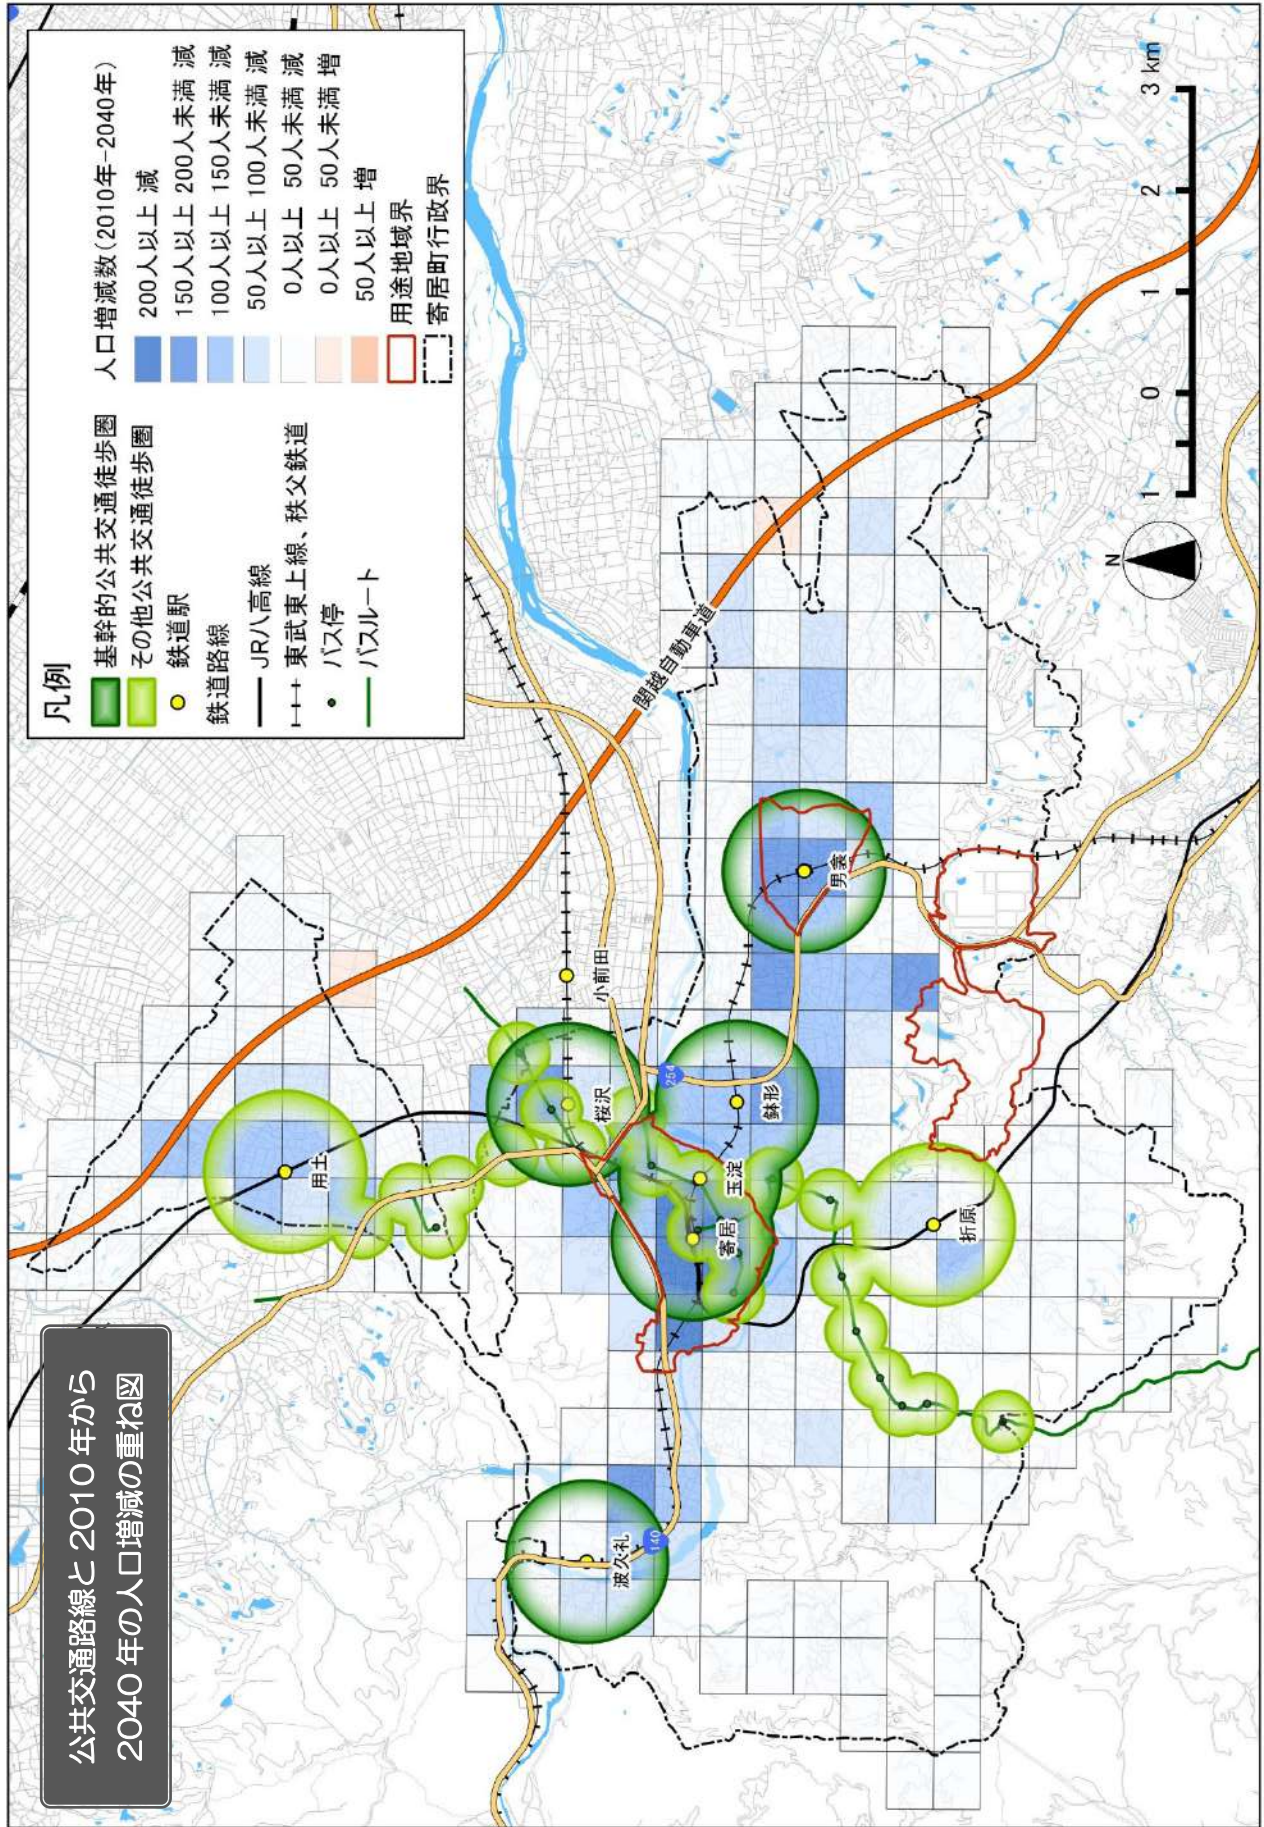 公共交通路線と2010年から
2040年の人口増減の重ね図
凡例
基幹的公共交通徒歩圏
その他公共交通徒歩圏
鉄道駅
鉄道路線
JR八高線
東武東上線、秩父鉄道
バス停
バスルート
人口増減数(2010年-2040年)
200人以上 減
150人以上 200人未満 減
100人以上 150人未満 減
50人以上 100人未満 減
0人以上 50人未満 減
0人以上 50人未満 増
50人以上 増
用途地域界
寄居町行政界
用土
小前田
桜沢
関越自動車道
254
波久礼
140
寄居
玉淀
鉢形
男衾
折原
N
1 0 1 2 3 km